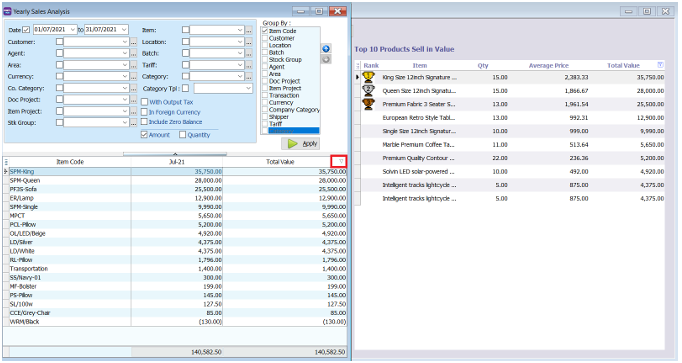 Yearly Sales Analysis
Date 01/07/2021 to 31/07/2021
Customer:
Agent:
Area:
Currency:
Co. Category:
Doc Project:
Item Project:
Stk Group:
Item:
Location:
Batch:
Tariff:
Category:
Category Tpl :
With Output Tax
In Foreign Currency
Include Zero Balance
Amount Quantity
Group By :
Item Code
Customer
Location
Batch
Stock Group
Agent
Area
Doc Project
Item Project
Transaction
Currency
Company Category
Shipper
Tariff
Apply
Item Code Jul-21 Total Value
SFM-King 35,750.00 35,750.00
SFM-Queen 28,000.00 28,000.00
PF3S-Sofa 25,500.00 25,500.00
ER/Lamp 12,900.00 12,900.00
SFM-Single 9,990.00 9,990.00
MPCT 5,650.00 5,650.00
PCL-Pillow 5,200.00 5,200.00
OL/LED/Beige 4,920.00 4,920.00
LD/Silver 4,375.00 4,375.00
LD/White 4,375.00 4,375.00
RL-Pillow 1,796.00 1,796.00
Transportation 1,400.00 1,400.00
SS/Navy-01 300.00 300.00
MF-Bolster 199.00 199.00
PS-Pillow 145.00 145.00
SL/100w 127.50 127.50
CCE/Grey-Chair 85.00 85.00
WRM/Black (130.00) (130.00)
140,582.50 140,582.50
Top 10 Products Sell in Value
Rank Item Qty Average Price Total Value
King Size 12inch Signature ... 15.00 2,383.33 35,750.00
Queen Size 12inch Signatu... 15.00 1,866.67 28,000.00
Premium Fabric 3 Seater S... 13.00 1,961.54 25,500.00
European Retro Style Tabl... 13.00 992.31 12,900.00
Single Size 12inch Signatur... 10.00 999.00 9,990.00
Marble Premium Coffee Ta... 11.00 513.64 5,650.00
Premium Quality Contour ... 22.00 236.36 5,200.00
Solvin LED solar-powered ... 10.00 492.00 4,920.00
Inteligent tracks lightcycle ... 5.00 875.00 4,375.00
Inteligent tracks lightcycle ... 5.00 875.00 4,375.00